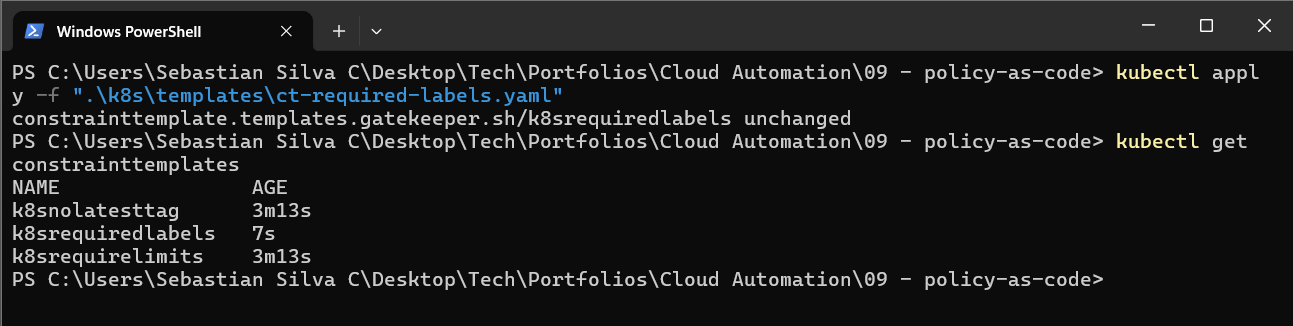 Windows PowerShell
PS C:\Users\Sebastian Silva C\Desktop\Tech\Portfolios\Cloud Automation\09 - policy-as-code> kubectl appl
y -f ".\k8s\templates\ct-required-labels.yaml"
constrainttemplate.templates.gatekeeper.sh/k8srequiredlabels unchanged
PS C:\Users\Sebastian Silva C\Desktop\Tech\Portfolios\Cloud Automation\09 - policy-as-code> kubectl get
constrainttemplates
NAME                AGE
k8snolatesttag      3m13s
k8srequiredlabels   7s
k8srequirelimits    3m13s
PS C:\Users\Sebastian Silva C\Desktop\Tech\Portfolios\Cloud Automation\09 - policy-as-code>